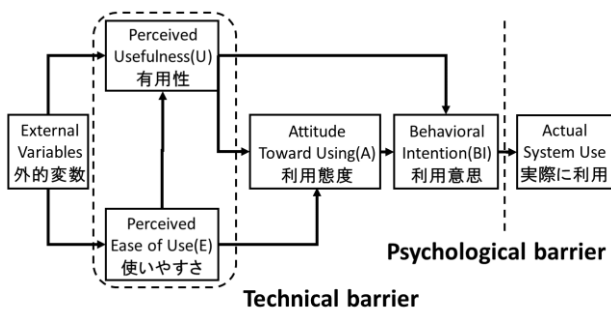 Perceived
Usefulness(U)
有用性
External
Variables
外的変数
Attitude
Toward Using(A)
利用態度
Behavioral
Intention(BI)
利用意思
Actual
System Use
実際に利用
Perceived
Ease of Use(E)
使いやすさ
Psychological barrier
Technical barrier